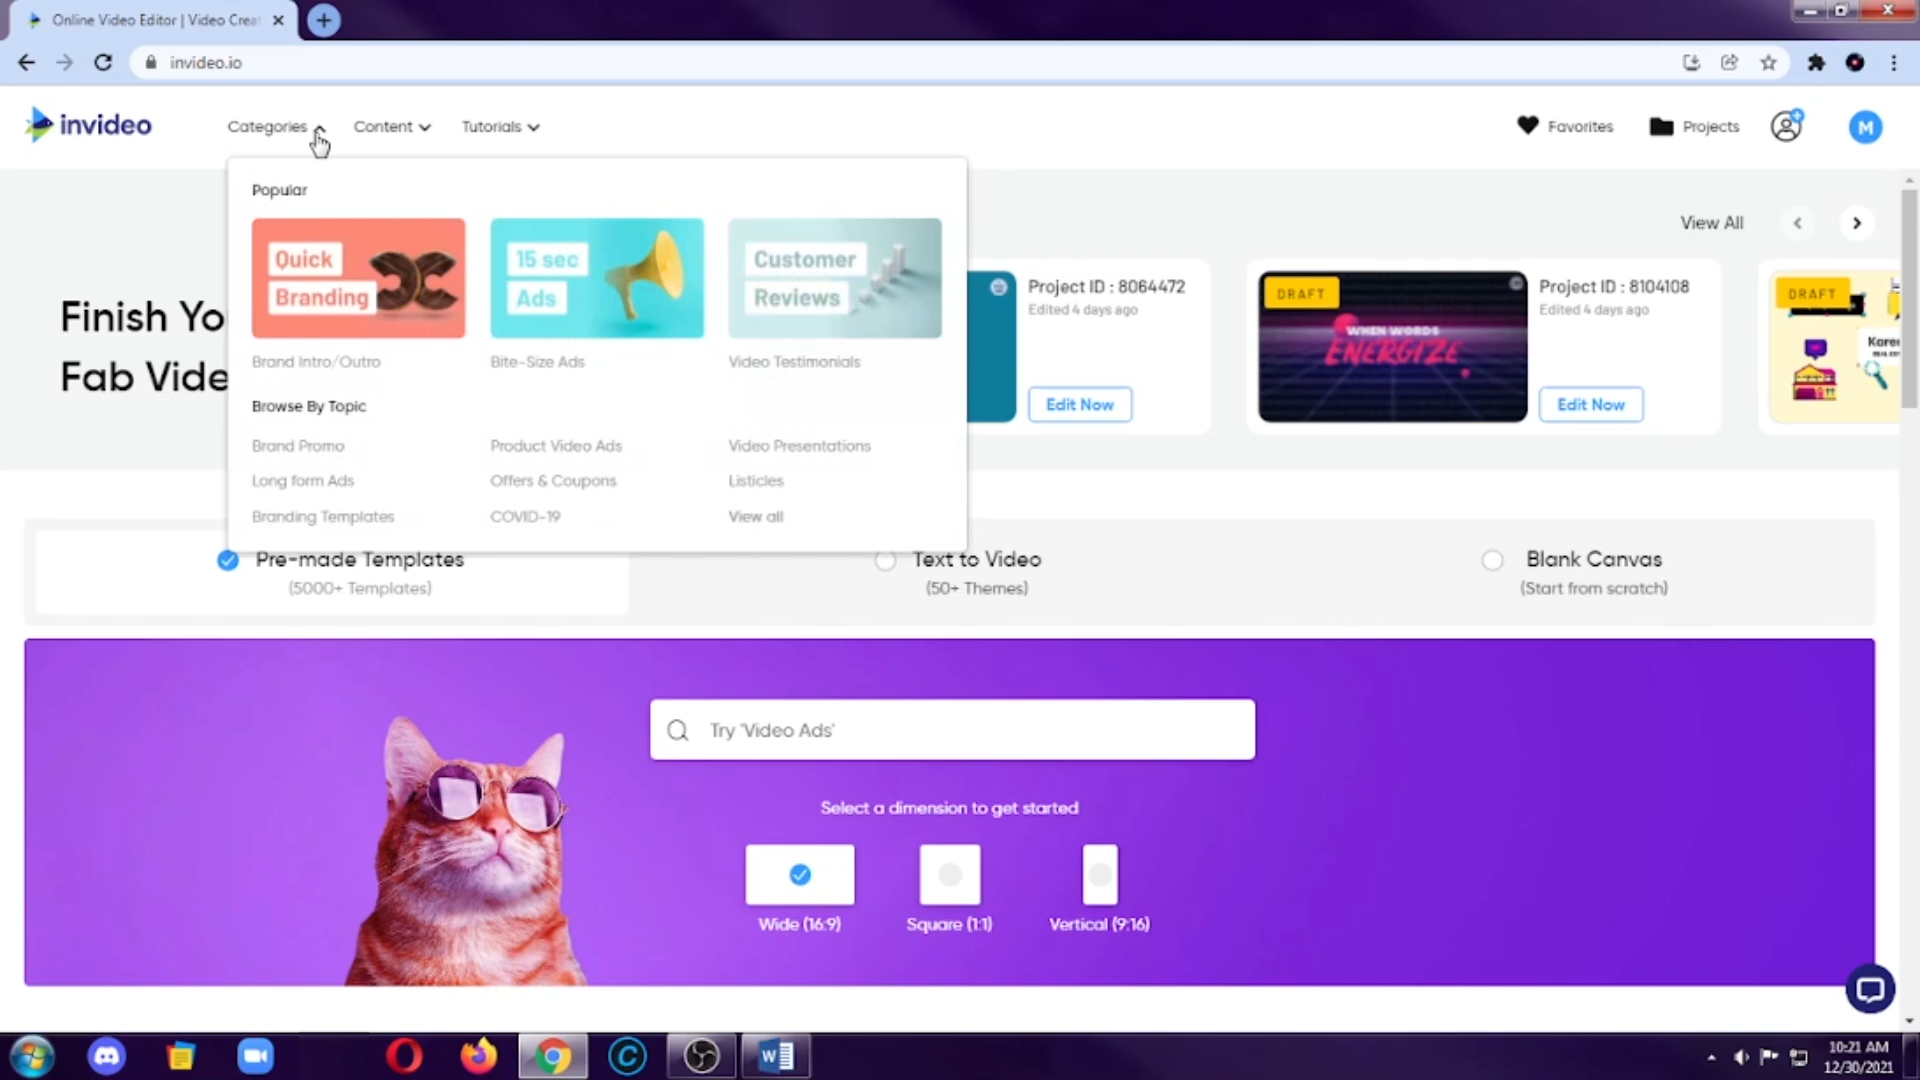 Online Video Editor | Video Creat
invideo.io
invideo
Categories
Content
Tutorials
Favorites
Projects
M
Popular
Quick
Branding
15 sec
Ads
Customer
Reviews
Brand Intro/Outro
Bite-Size Ads
Video Testimonials
Browse By Topic
Brand Promo
Product Video Ads
Video Presentations
Long form Ads
Offers & Coupons
Listicles
Branding Templates
COVID-19
View all
Finish Yo
Fab Vide
View All
Project ID : 8064472
Edited 4 days ago
Edit Now
DRAFT
WHEN WORDS
ENERGIZE
Project ID : 8104108
Edited 4 days ago
Edit Now
DRAFT
Karen
Pre-made Templates
(5000+ Templates)
Text to Video
(50+ Themes)
Blank Canvas
(Start from scratch)
Try 'Video Ads'
Select a dimension to get started
Wide (16:9)
Square (1:1)
Vertical (9:16)
10:21 AM
12/30/2021